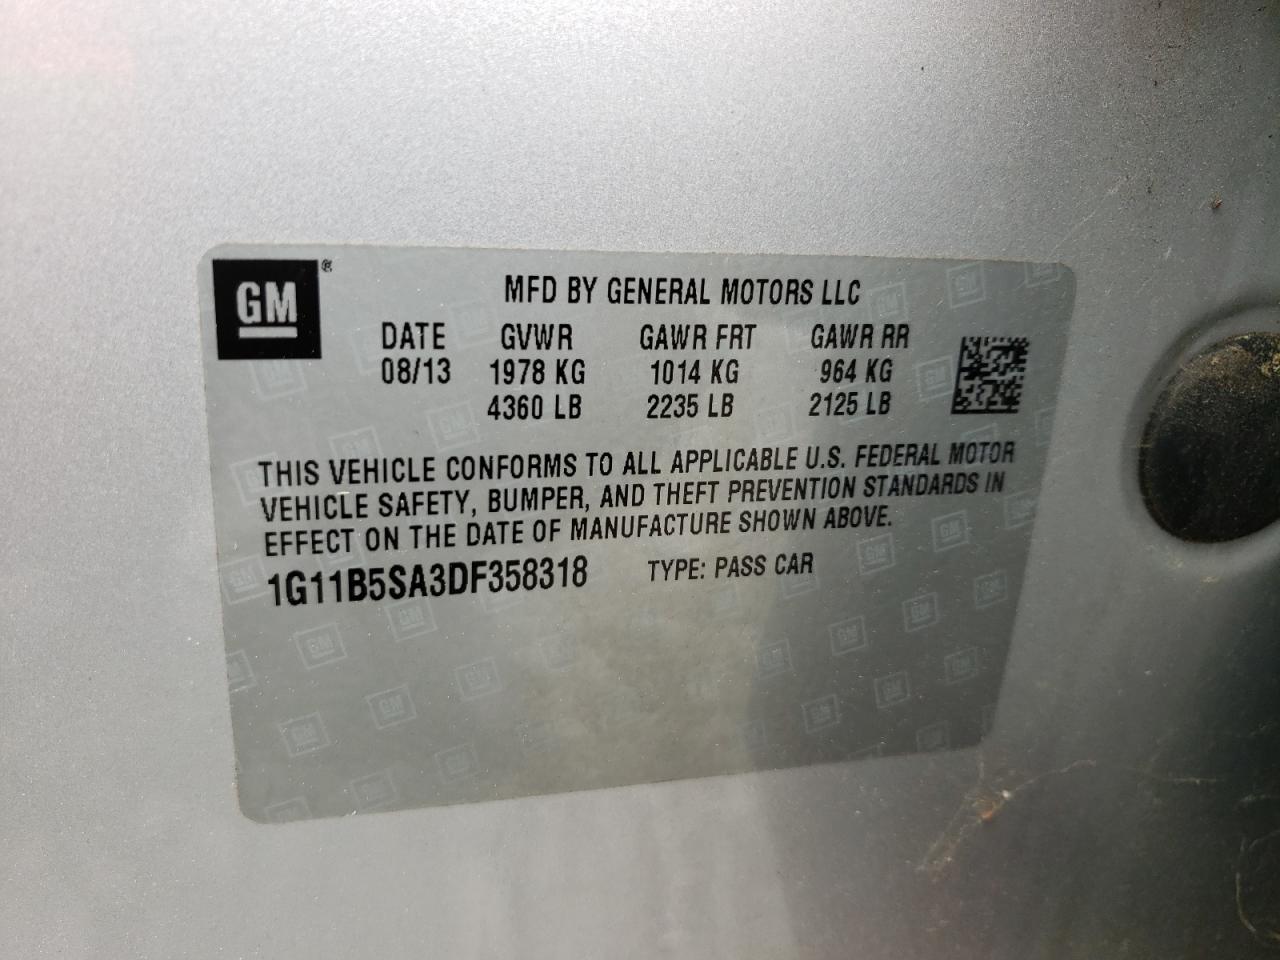 GM®
MFD BY GENERAL MOTORS LLC
DATE GVWR GAWR FRT GAWR RR
08/13 1978 KG 1014 KG 964 KG
4360 LB 2235 LB 2125 LB
THIS VEHICLE CONFORMS TO ALL APPLICABLE U.S. FEDERAL MOTOR
VEHICLE SAFETY, BUMPER, AND THEFT PREVENTION STANDARDS IN
EFFECT ON THE DATE OF MANUFACTURE SHOWN ABOVE.
1G11B5SA3DF358318 TYPE: PASS CAR